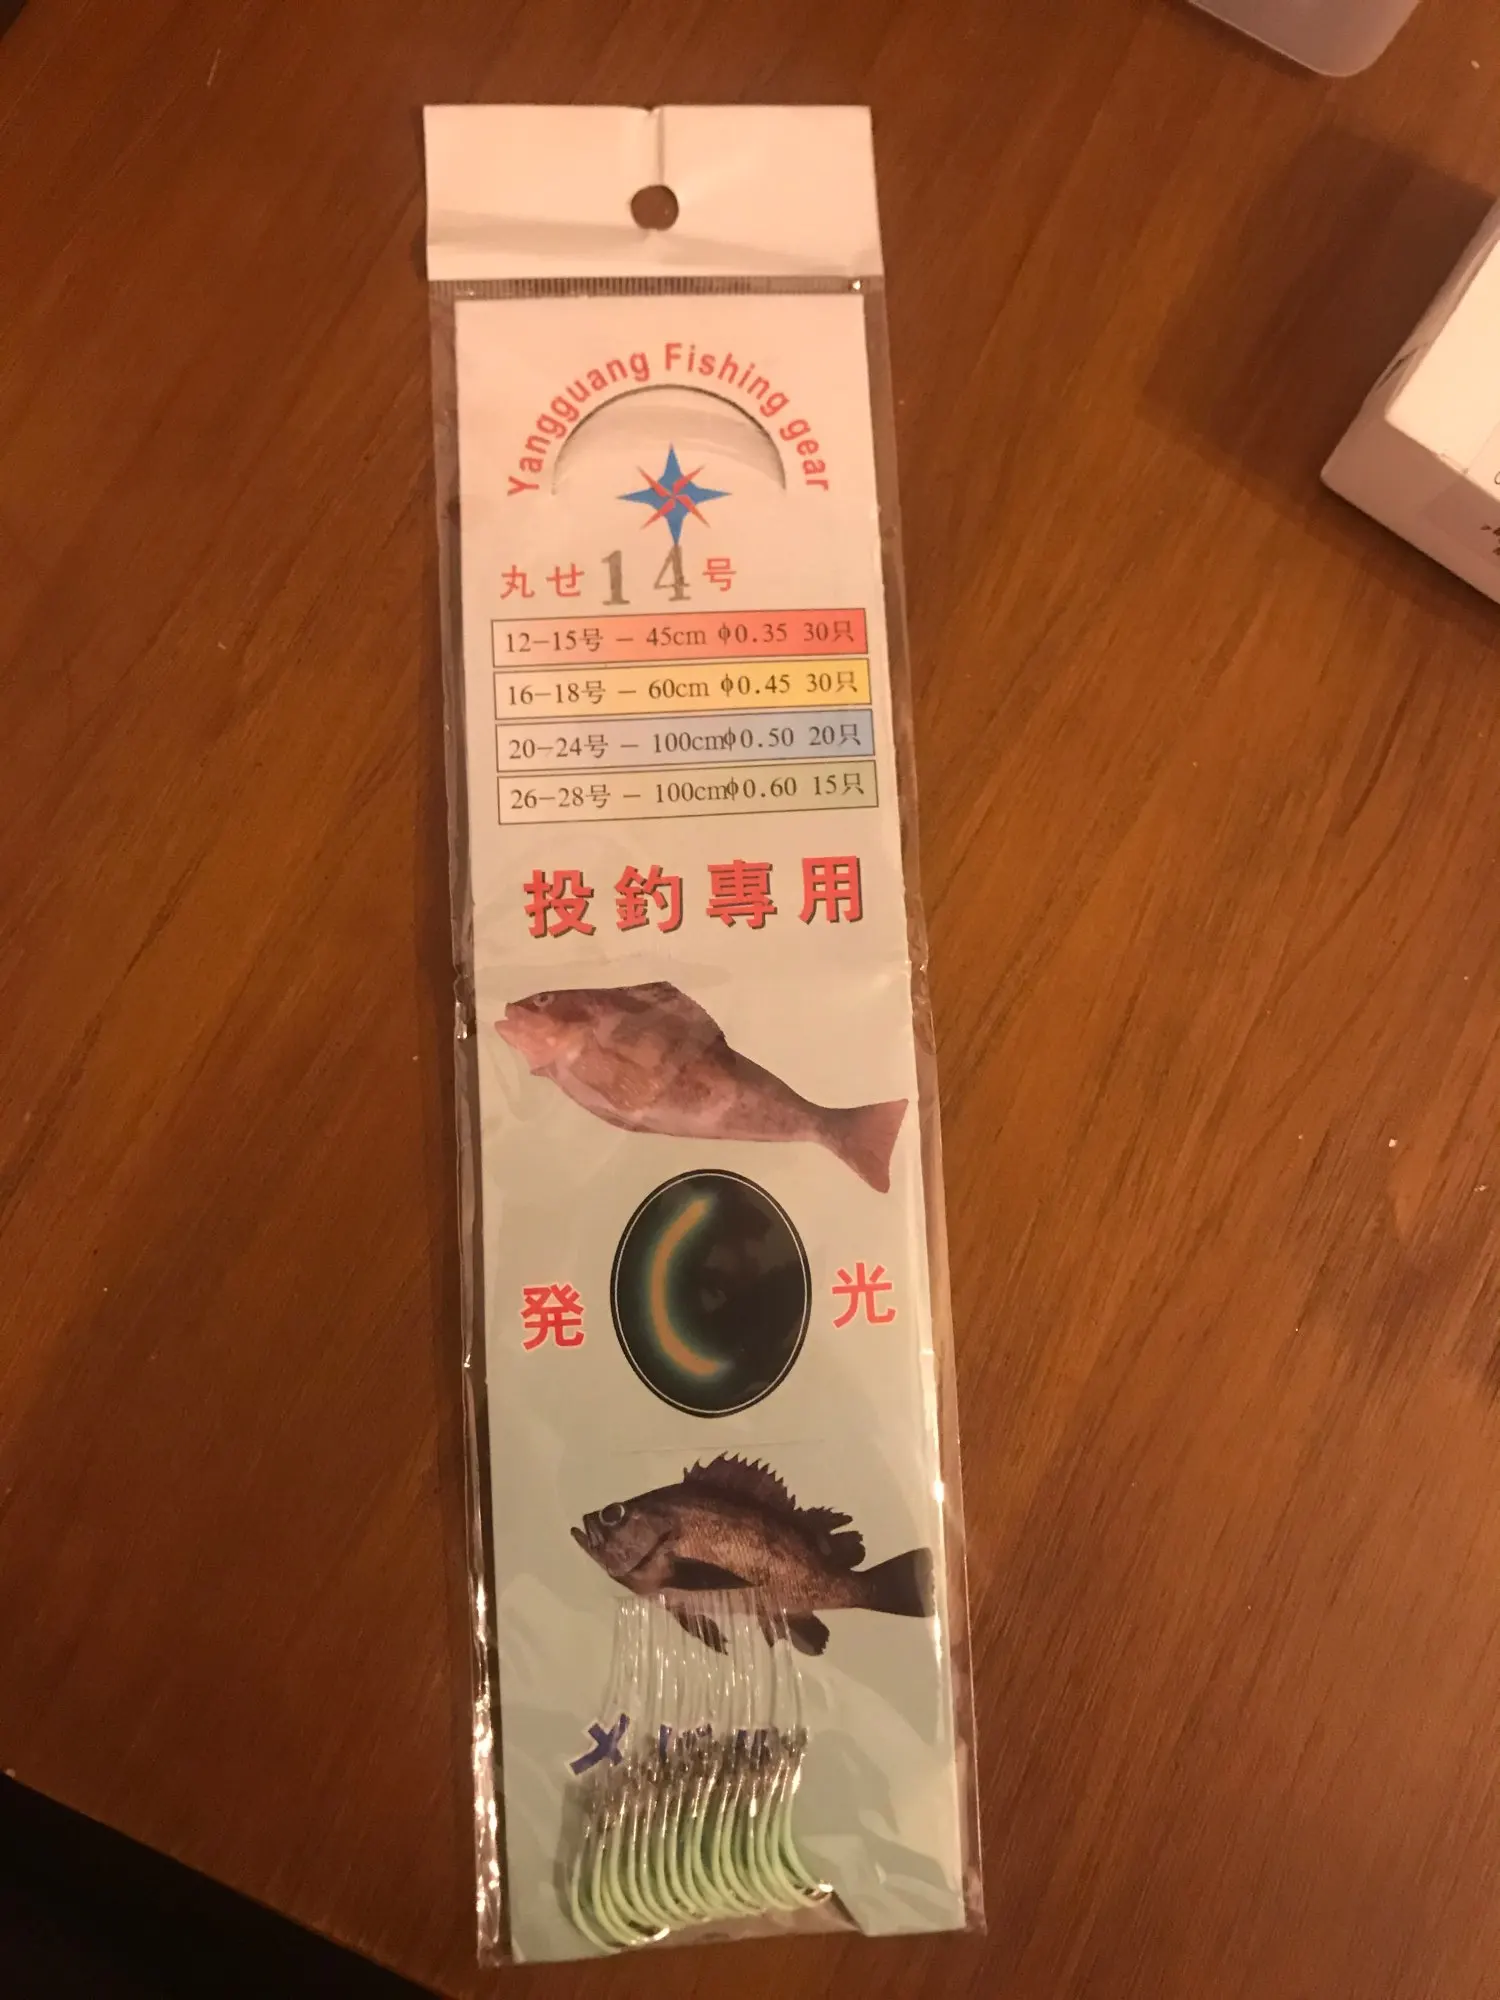 Yangguang Fishing gear
丸せ14号
12-15号 - 45cm φ0.35 30只
16-18号 - 60cm φ0.45 30只
20-24号 - 100cmφ0.50 20只
26-28号 - 100cmφ0.60 15只
投釣專用
発 光